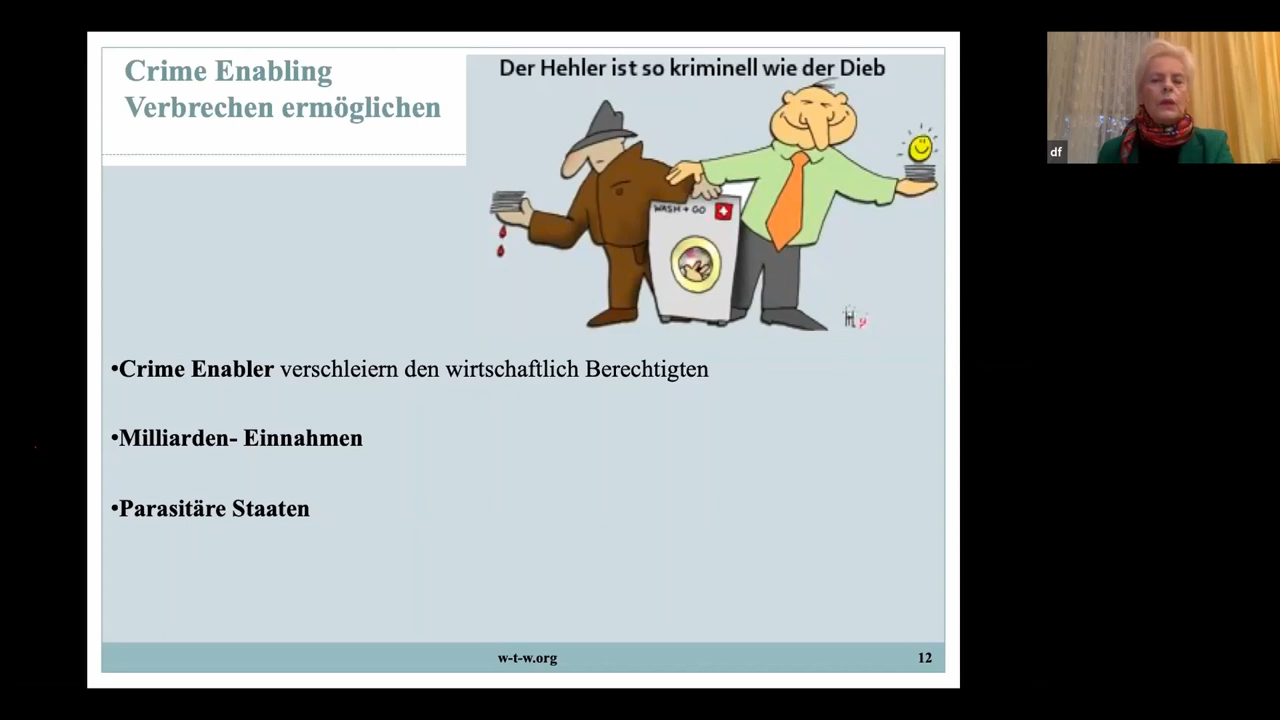 Crime Enabling
Verbrechen ermöglichen
Der Hehler ist so kriminell wie der Dieb
WASH + GO
•Crime Enabler verschleiern den wirtschaftlich Berechtigten
•Milliarden- Einnahmen
•Parasitäre Staaten
w-t-w.org
12
df